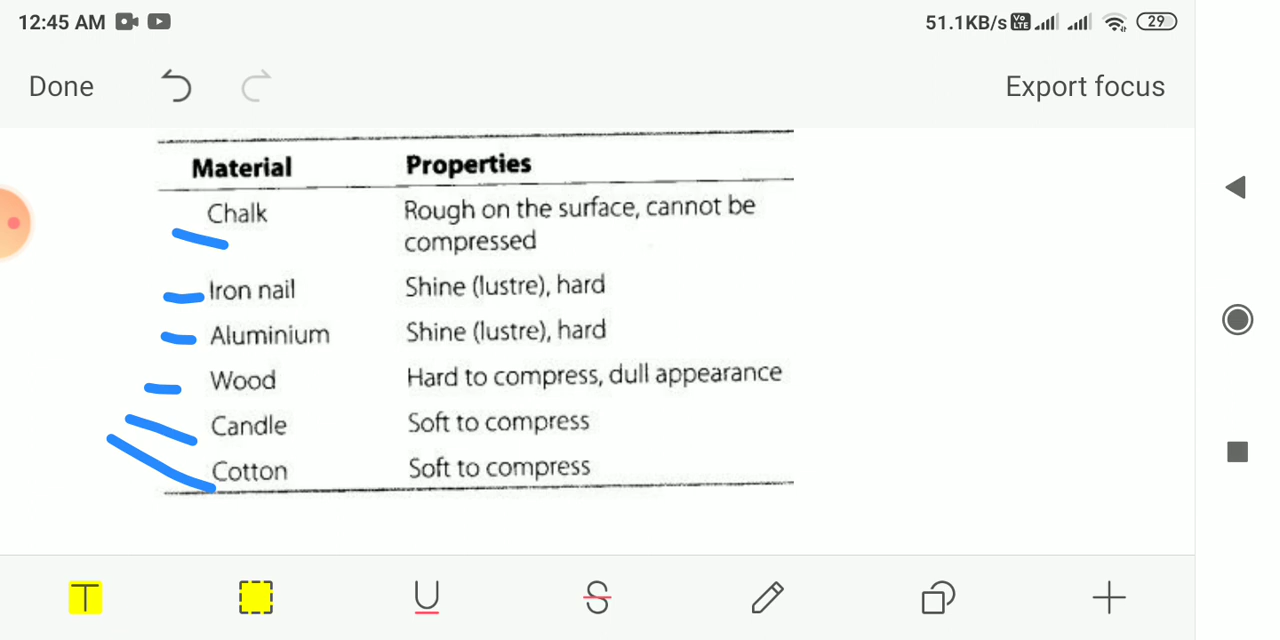 12:45 AM 51.1KB/s Vo LTE 29
Done Export focus
Material Properties
Chalk Rough on the surface, cannot be
compressed
Iron nail Shine (lustre), hard
Aluminium Shine (lustre), hard
Wood Hard to compress, dull appearance
Candle Soft to compress
Cotton Soft to compress
T U S